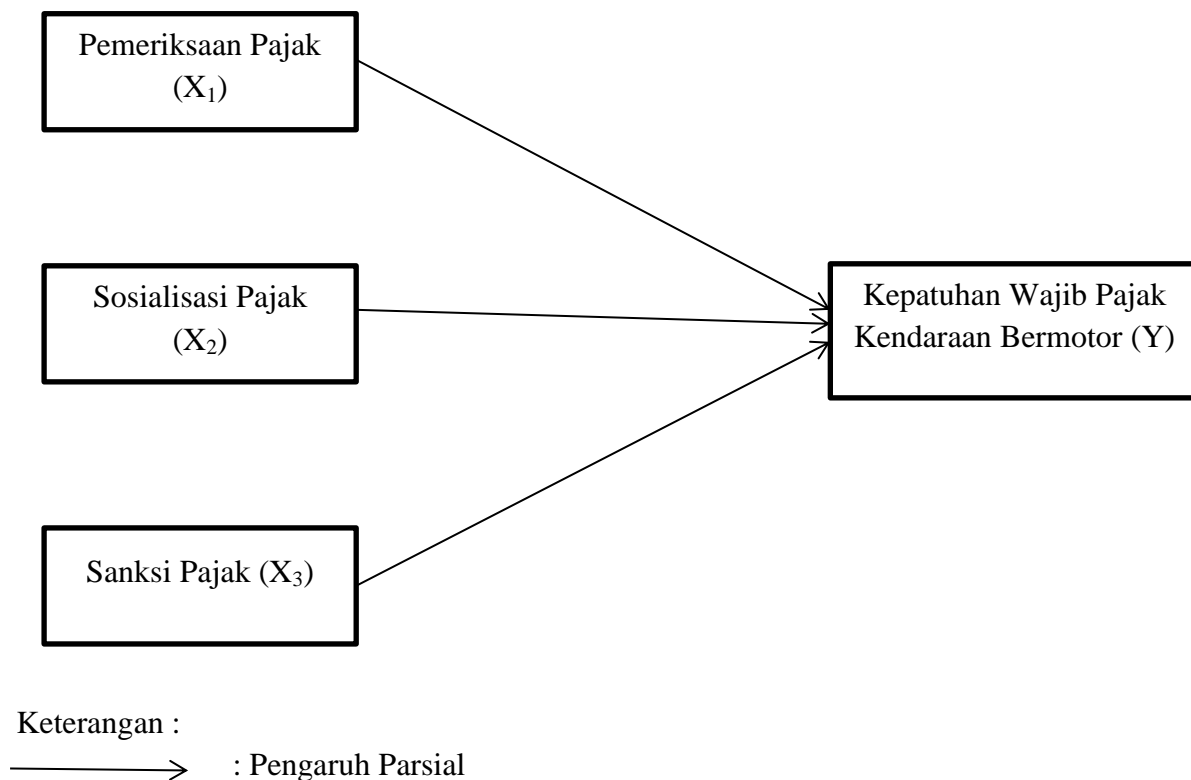 Pemeriksaan Pajak
(X₁)
Sosialisasi Pajak
(X₂)
Kepatuhan Wajib Pajak
Kendaraan Bermotor (Y)
Sanksi Pajak (X₃)
Keterangan :
: Pengaruh Parsial